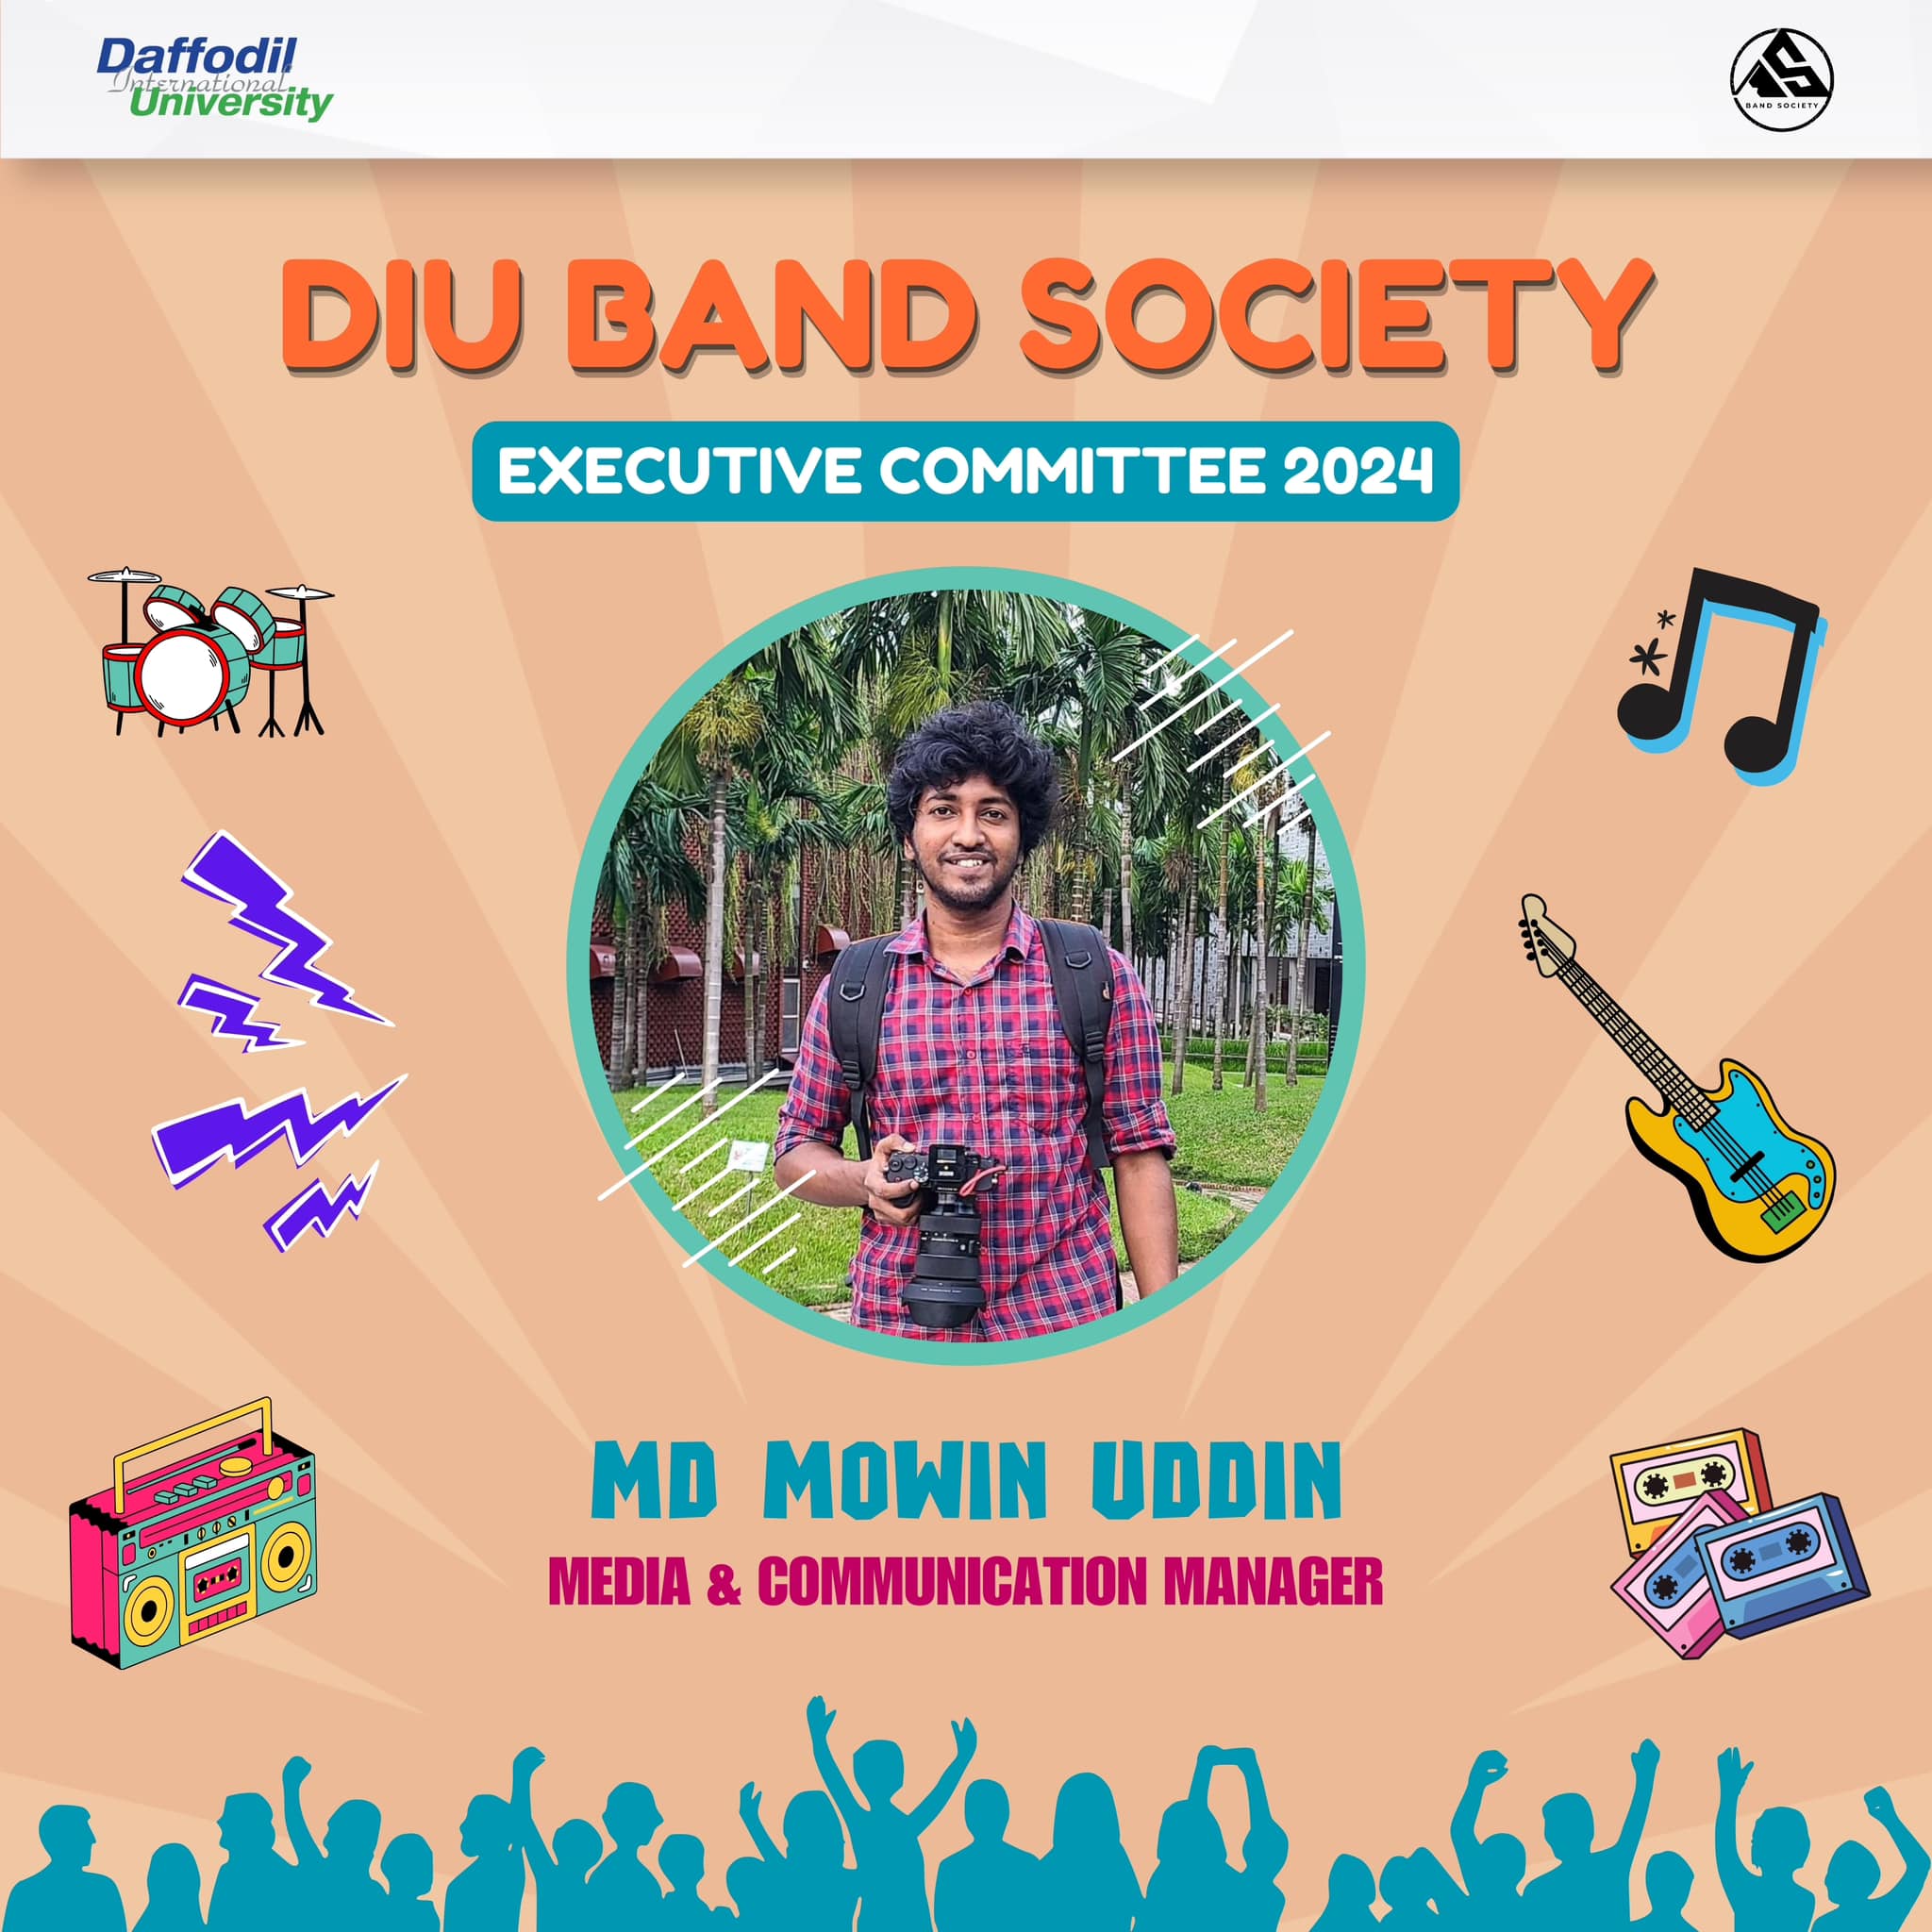 Daffodil
International
University
BAND SOCIETY
DIU BAND SOCIETY
EXECUTIVE COMMITTEE 2024
MD MOWIN UDDIN
MEDIA & COMMUNICATION MANAGER